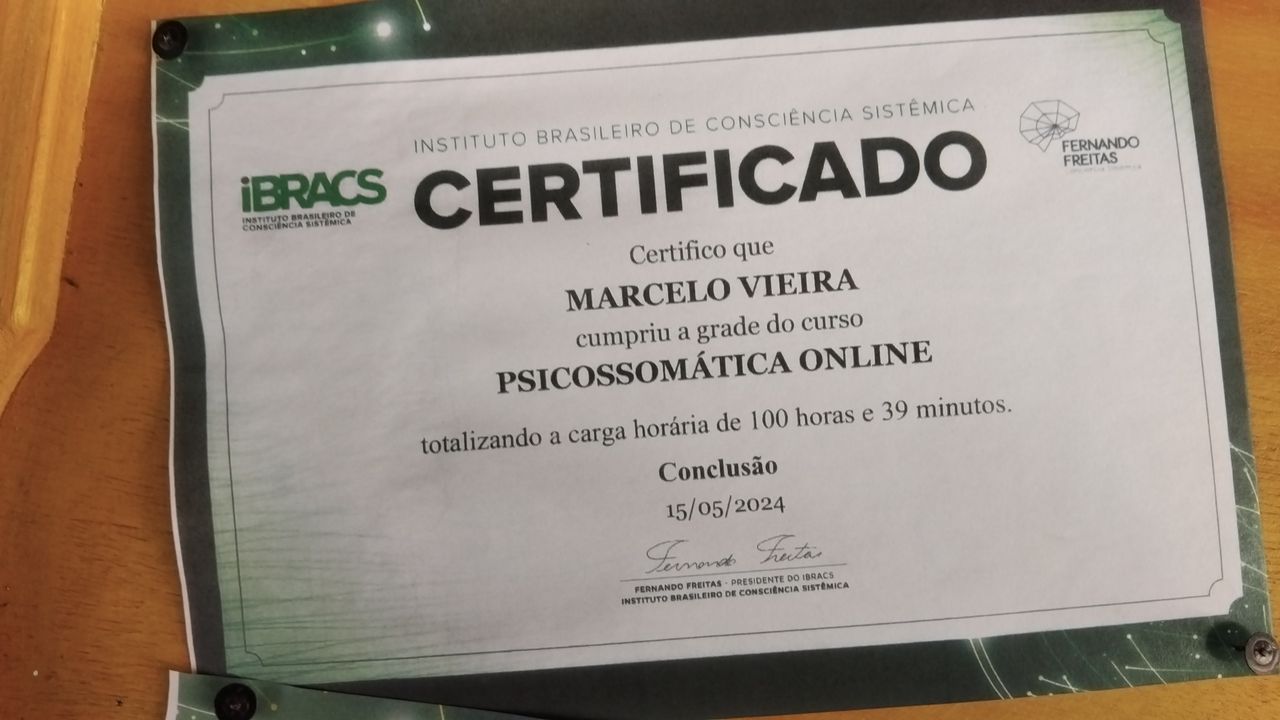 INSTITUTO BRASILEIRO DE CONSCIÊNCIA SISTÊMICA
CERTIFICADO
iBRACS
INSTITUTO BRASILEIRO DE
CONSCIÊNCIA SISTÊMICA
FERNANDO
FREITAS
Certifico que
MARCELO VIEIRA
cumpriu a grade do curso
PSICOSSOMÁTICA ONLINE
totalizando a carga horária de 100 horas e 39 minutos.
Conclusão
15/05/2024
Fernando Freitas
FERNANDO FREITAS - PRESIDENTE DO IBRACS
INSTITUTO BRASILEIRO DE CONSCIÊNCIA SISTÊMICA